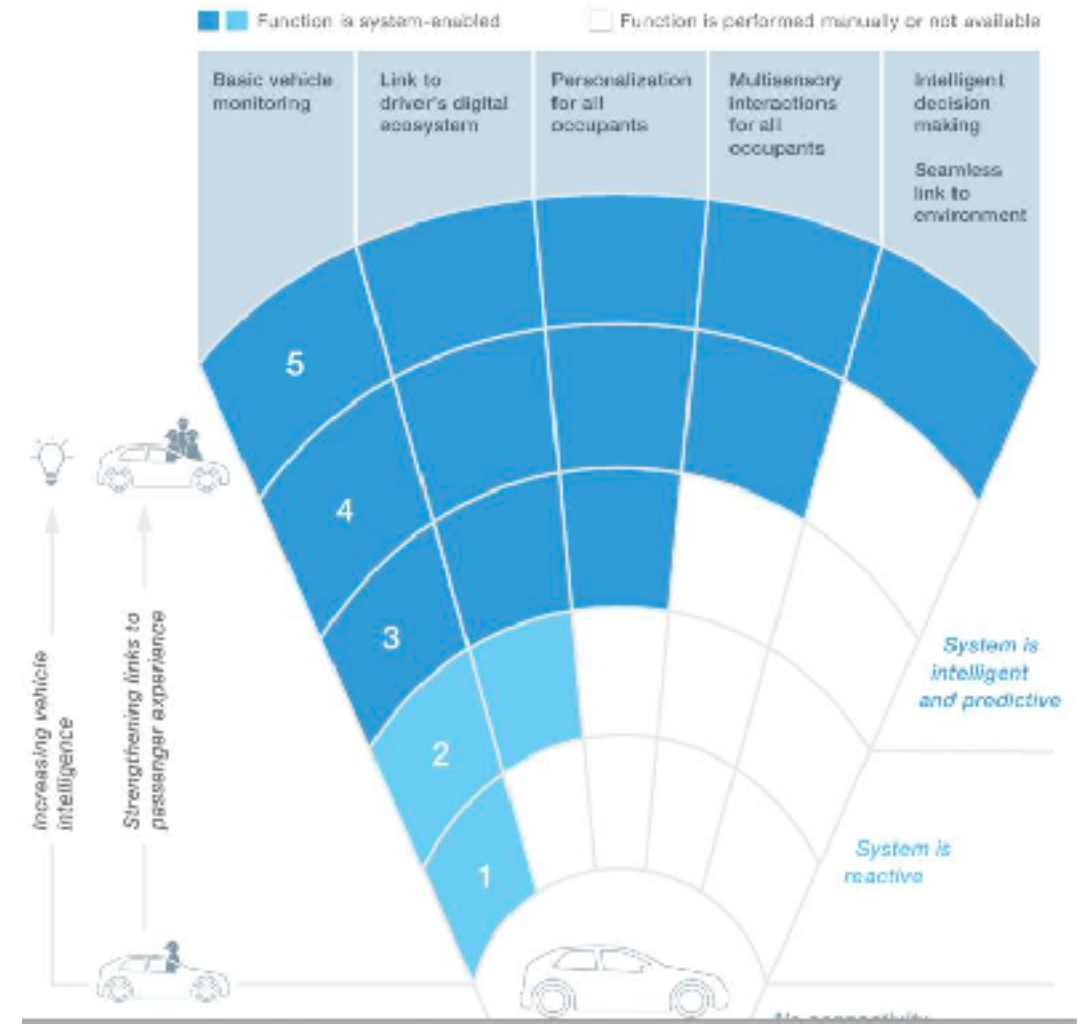 Function is system-enabled
Function is performed manually or not available
Basic vehicle
monitoring
Link to
driver's digital
ecosystem
Personalization
for all
occupants
Multisensory
interactions
for all
occupants
Intelligent
decision
making
Seamless
link to
environment
5
4
3
2
1
Increasing vehicle
intelligence
Strengthening links to
passenger experience
System is
intelligent
and predictive
System is
reactive
No connectivity